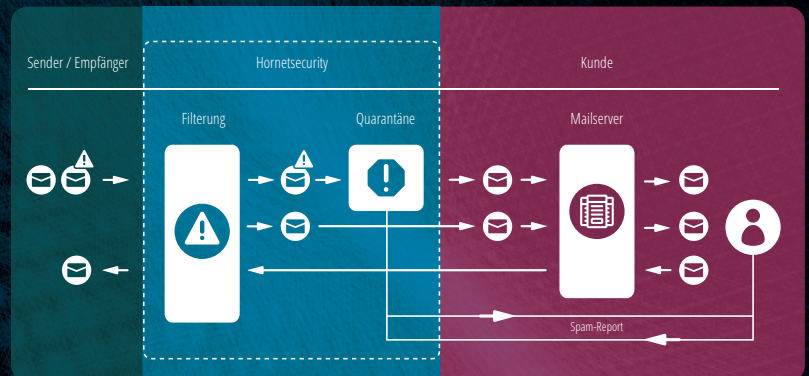 Sender / Empfänger
Hornetsecurity
Kunde
Filterung
Quarantäne
Mailserver
Spam-Report